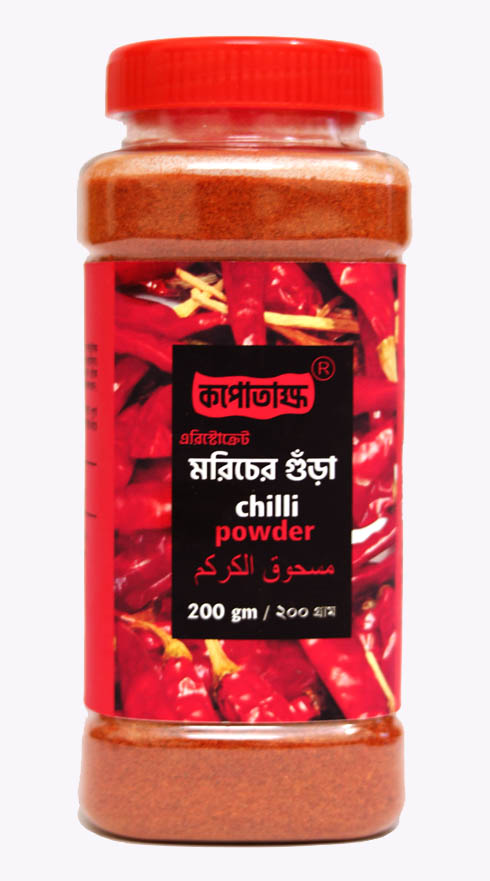 কপোতাক্ষ ®
এরিস্টোক্রেট
মরিচের গুঁড়া
chilli
powder
مسحوق الكركم
200 gm / ২০০ গ্রাম